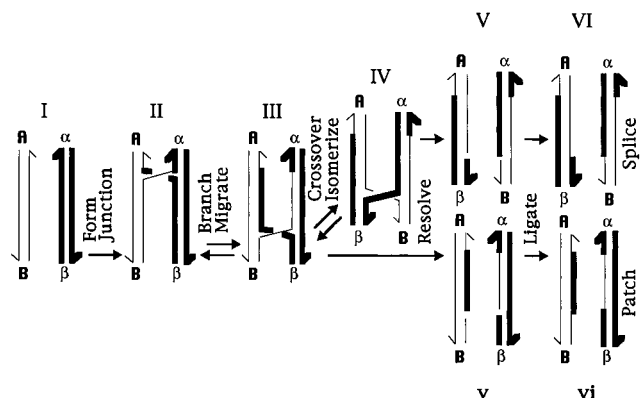 V VI
A α A α
IV
A α
I II III
A α A α A α
Form
Junction
Branch
Migrate
Crossover
Isomerize
Resolve
Ligate
Splice
β B β B
β B
B β B β B β
A α A α
Patch
B β B β
v vi